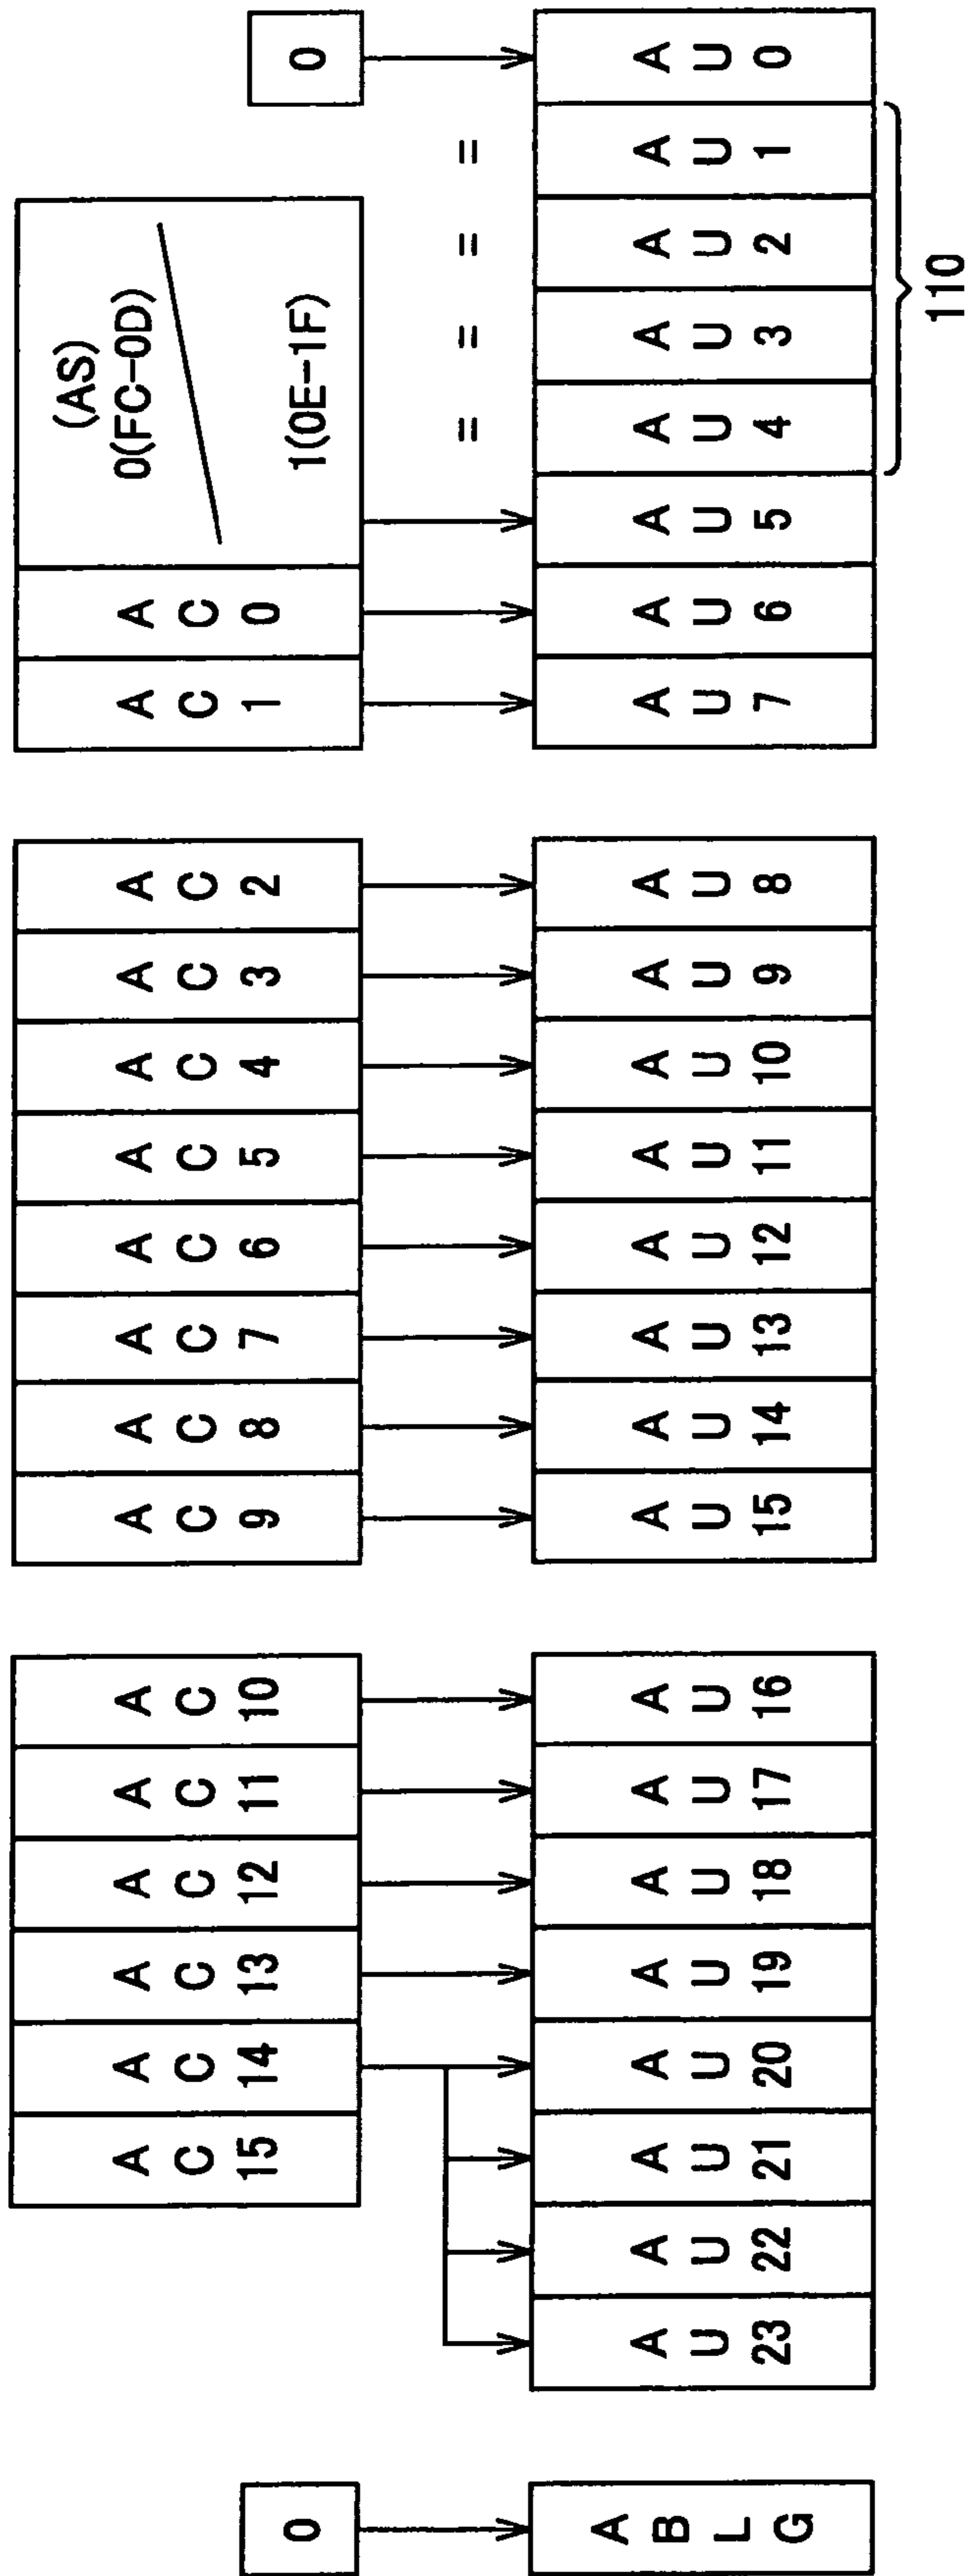 0
AC15
AC14
AC13
AC12
AC11
AC10
AC9
AC8
AC7
AC6
AC5
AC4
AC3
AC2
AC1
AC0
(AS)
0(FC-0D)
1(0E-1F)
0
= = = =
ABLG
AU23
AU22
AU21
AU20
AU19
AU18
AU17
AU16
AU15
AU14
AU13
AU12
AU11
AU10
AU9
AU8
AU7
AU6
AU5
AU4
AU3
AU2
AU1
AU0
110